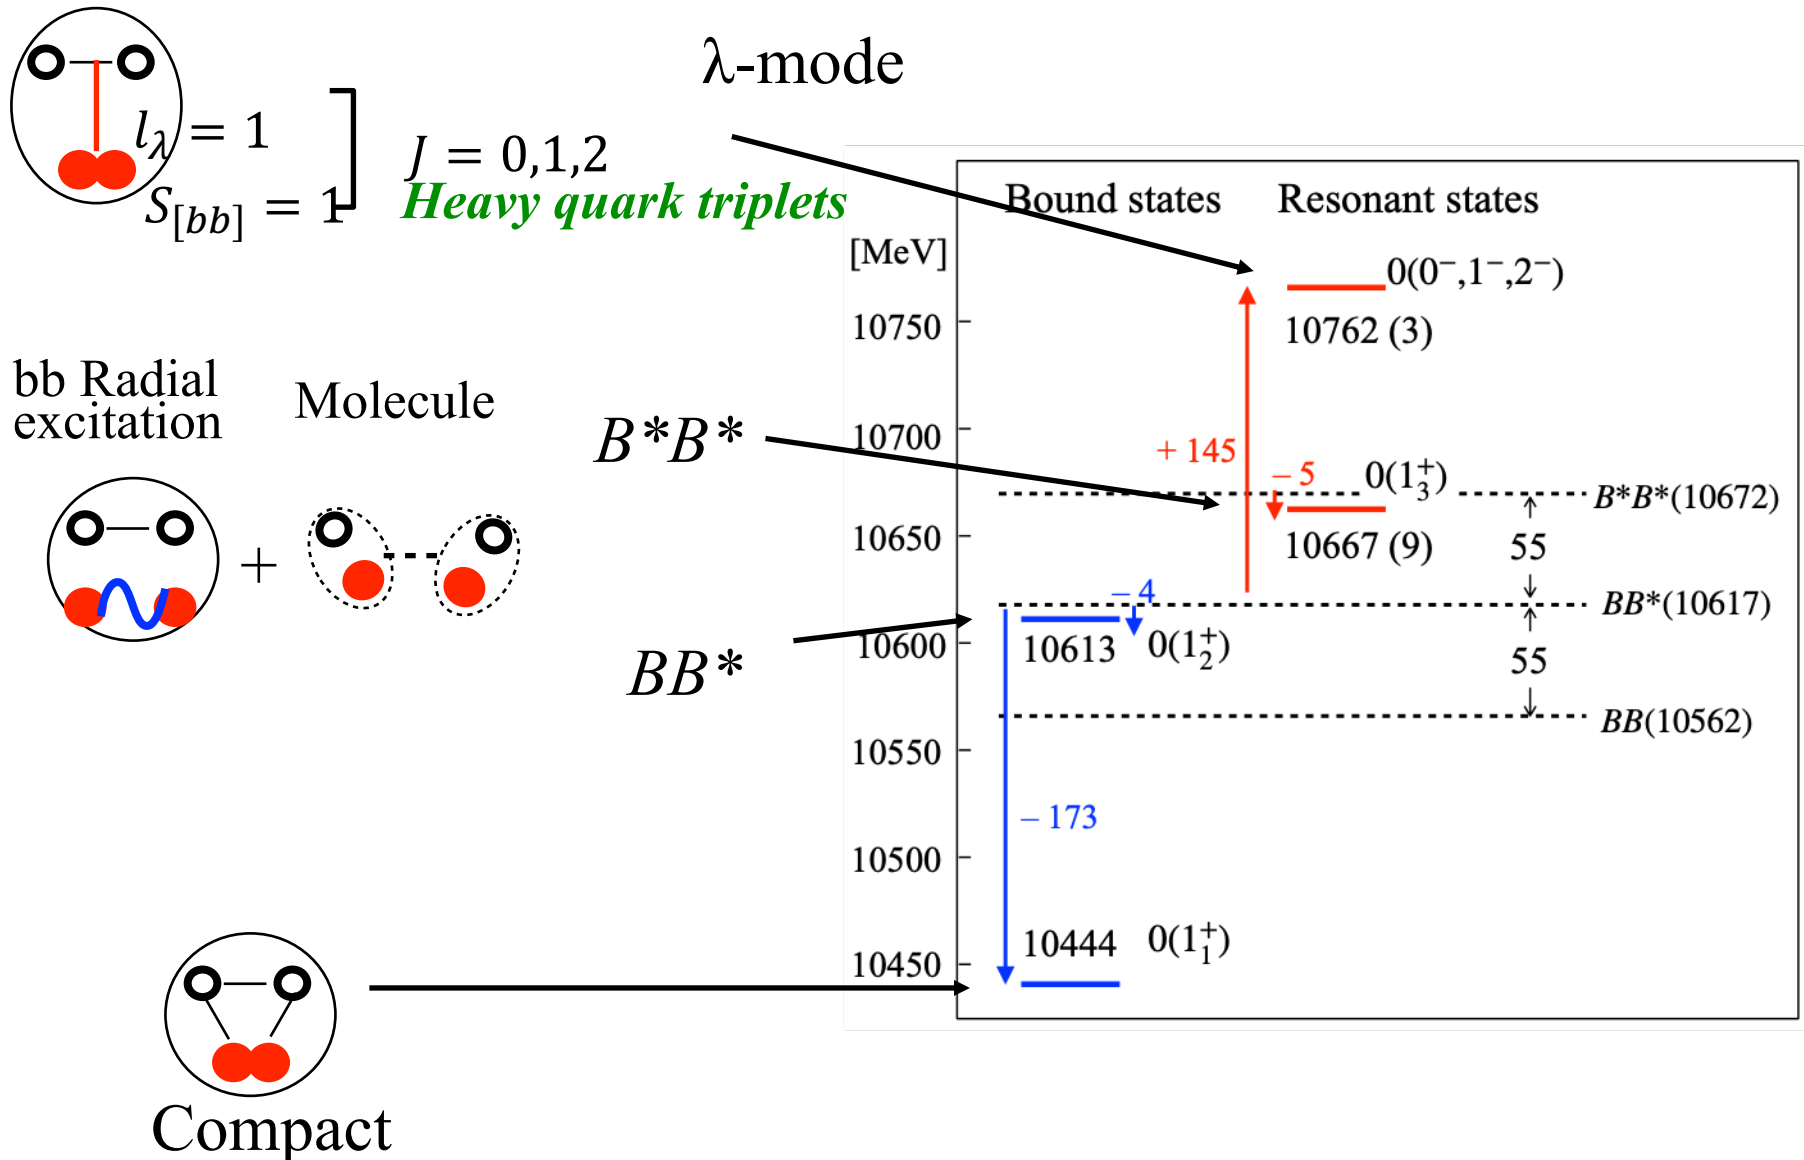 λ-mode
lλ = 1
S[bb] = 1
J = 0,1,2
Heavy quark triplets
bb Radial
excitation
Molecule
+
B*B*
BB*
Compact
Bound states
Resonant states
[MeV]
0(0⁻,1⁻,2⁻)
10762 (3)
10750
10700
+ 145
– 5
0(1₃⁺)
B*B*(10672)
10667 (9)
10650
55
– 4
BB*(10617)
10613
0(1₂⁺)
10600
55
BB(10562)
10550
– 173
10500
10444
0(1₁⁺)
10450